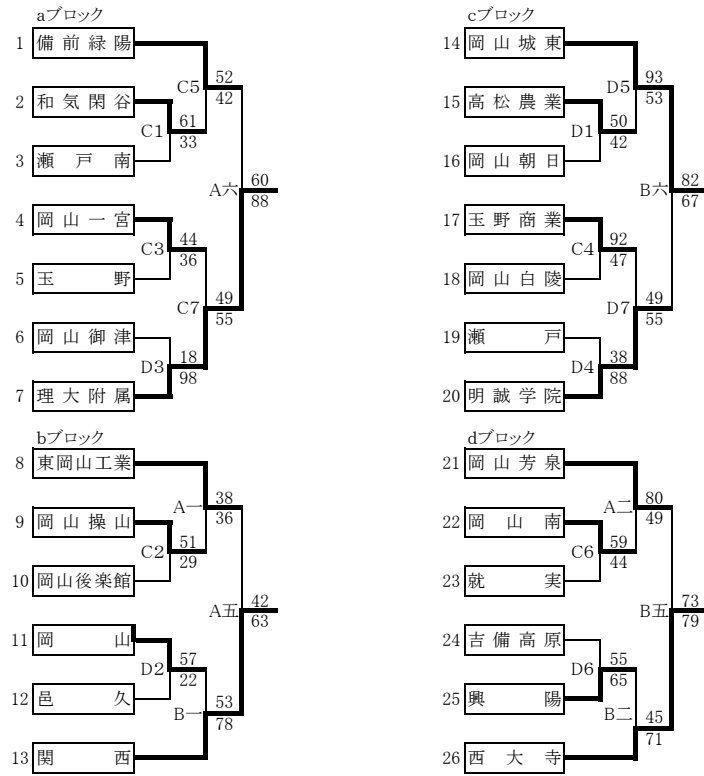 aブロック
1 備前緑陽
52
C5
42
2 和気閑谷
61
C1
33
3 瀬戸南
60
A六
88
4 岡山一宮
44
C3
36
5 玉野
49
C7
55
6 岡山御津
18
D3
98
7 理大附属
bブロック
8 東岡山工業
38
A一
36
9 岡山操山
51
C2
29
10 岡山後楽館
42
A五
63
11 岡山
57
D2
22
12 邑久
53
B一
78
13 関西
cブロック
14 岡山城東
93
D5
53
15 高松農業
50
D1
42
16 岡山朝日
82
B六
67
17 玉野商業
92
C4
47
18 岡山白陵
49
D7
55
19 瀬戸
38
D4
88
20 明誠学院
dブロック
21 岡山芳泉
80
A二
49
22 岡山南
59
C6
44
23 就実
73
B五
79
24 吉備高原
55
D6
65
25 興陽
45
B二
71
26 西大寺